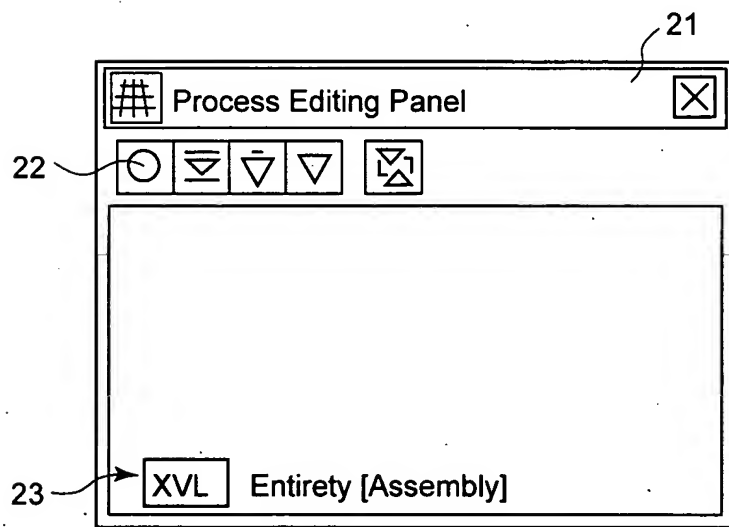 21
Process Editing Panel
22
23
XVL Entirety [Assembly]